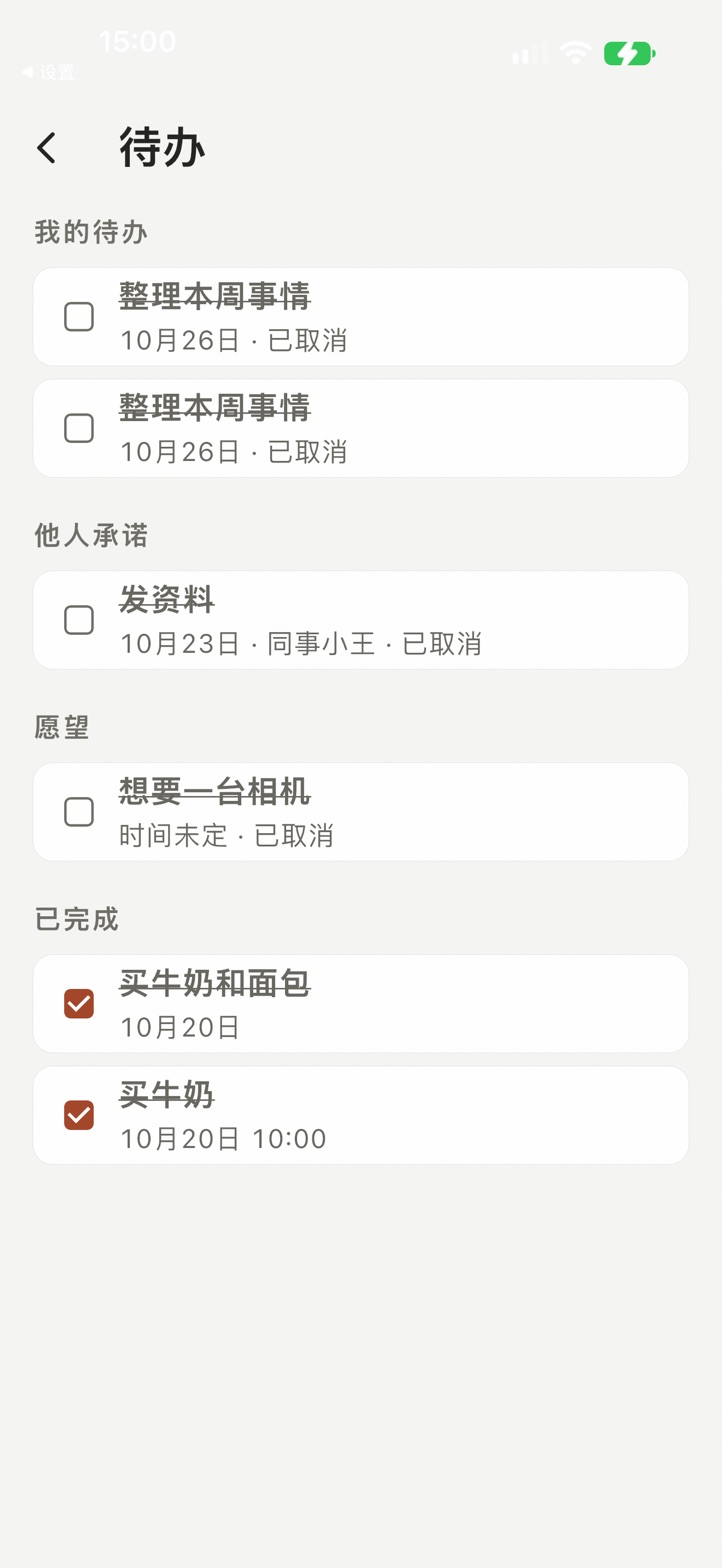 15:00
◀ 设置
待办
我的待办
整理本周事情
10月26日 · 已取消
整理本周事情
10月26日 · 已取消
他人承诺
发资料
10月23日 · 同事小王 · 已取消
愿望
想要一台相机
时间未定 · 已取消
已完成
买牛奶和面包
10月20日
买牛奶
10月20日 10:00